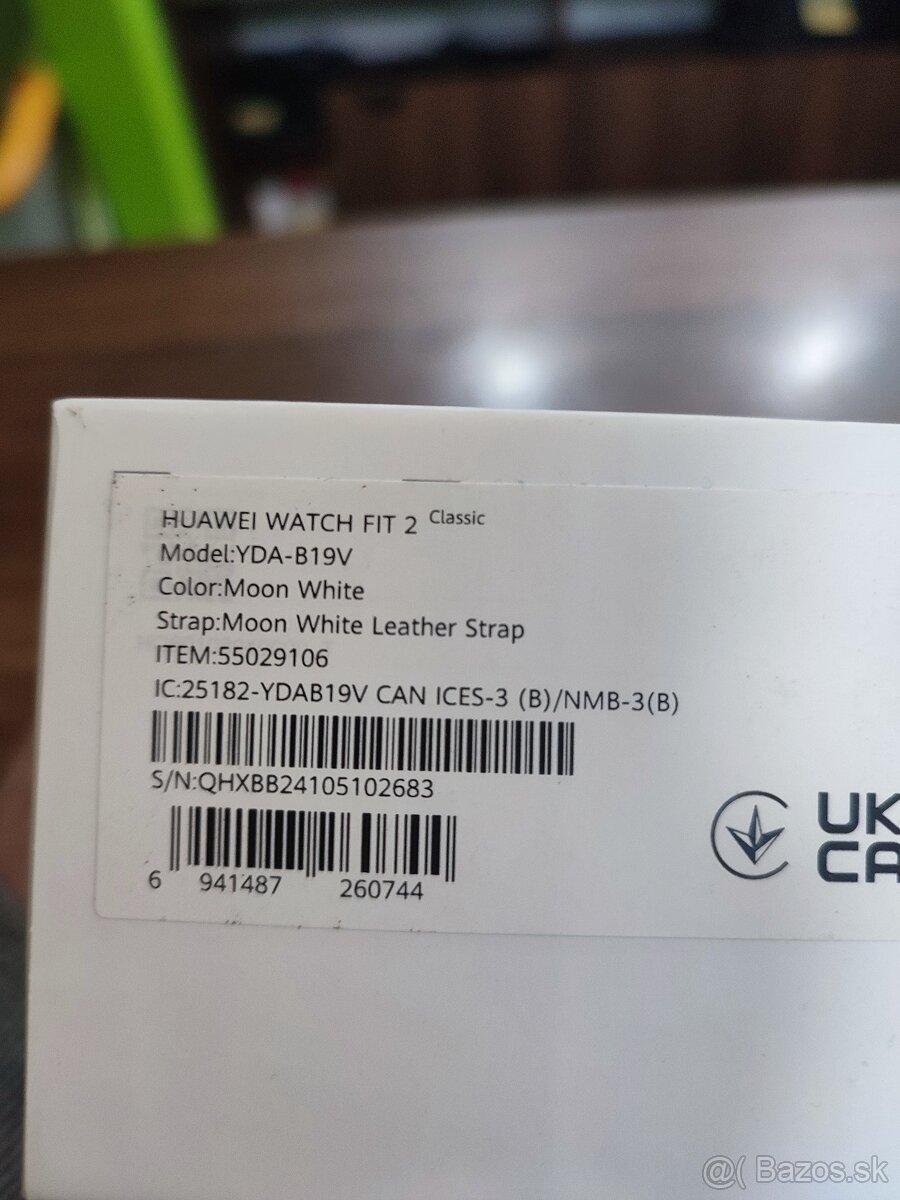 HUAWEI WATCH FIT 2 Classic
Model:YDA-B19V
Color:Moon White
Strap:Moon White Leather Strap
ITEM:55029106
IC:25182-YDAB19V CAN ICES-3 (B)/NMB-3(B)
S/N:QHXBB24105102683
6 941487 260744
UK
CA
@( Bazos.sk